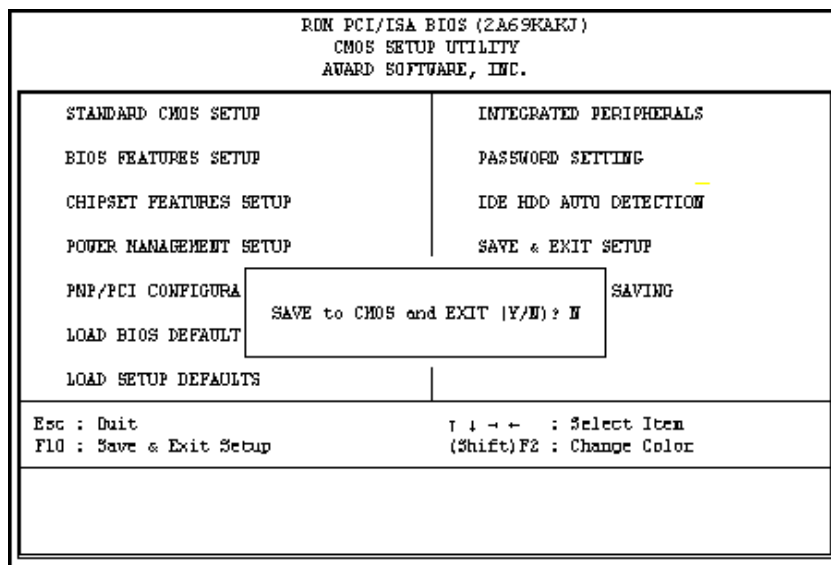 ROM PCI/ISA BIOS (2A69KAKJ)
CMOS SETUP UTILITY
AWARD SOFTWARE, INC.
STANDARD CMOS SETUP
BIOS FEATURES SETUP
CHIPSET FEATURES SETUP
POWER MANAGEMENT SETUP
PNP/PCI CONFIGURA
LOAD BIOS DEFAULT
LOAD SETUP DEFAULTS
INTEGRATED PERIPHERALS
PASSWORD SETTING
IDE HDD AUTO DETECTION
SAVE & EXIT SETUP
SAVING
SAVE to CMOS and EXIT (Y/N)? N
Esc : Quit
F10 : Save & Exit Setup
↑ ↓ → ← : Select Item
(Shift)F2 : Change Color